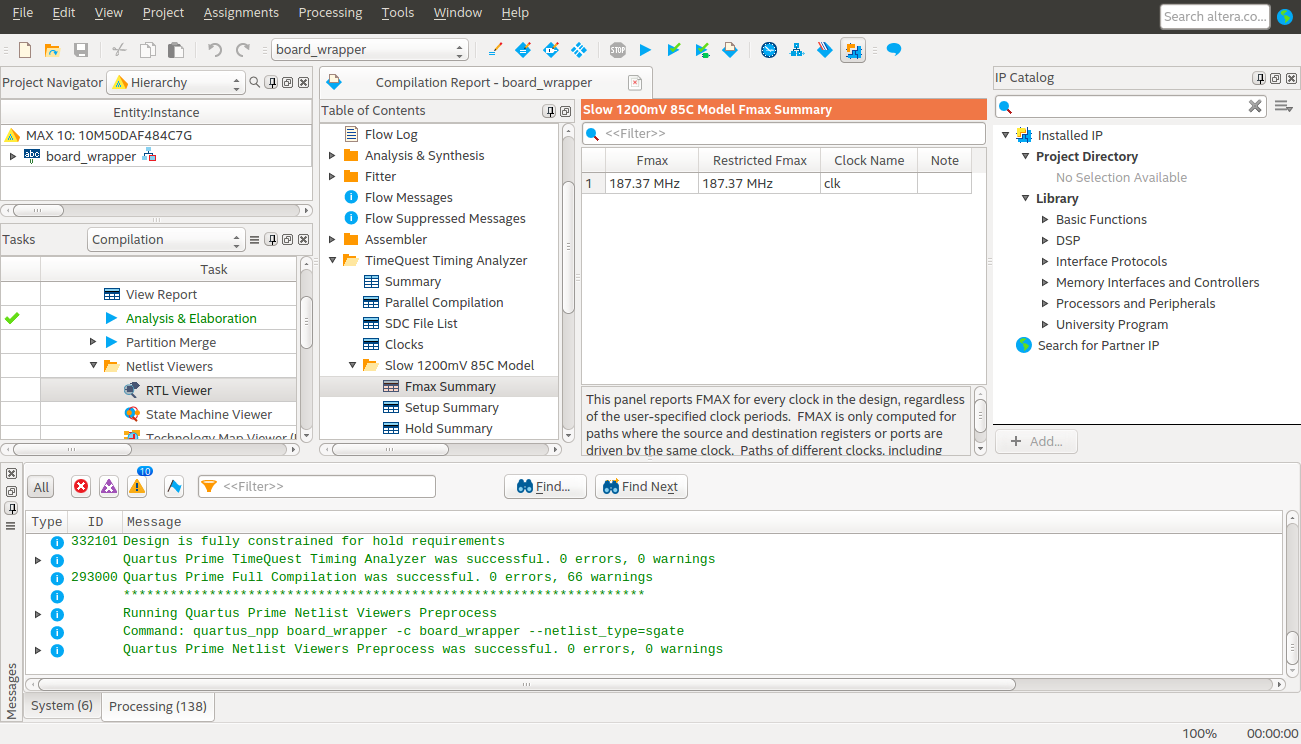 File Edit View Project Assignments Processing Tools Window Help
Search altera.co...
board_wrapper
STOP
Project Navigator
Hierarchy
Entity:Instance
MAX 10: 10M50DAF484C7G
abc board_wrapper
Tasks
Compilation
Task
View Report
Analysis & Elaboration
Partition Merge
Netlist Viewers
RTL Viewer
State Machine Viewer
Technology Map Viewer (
Compilation Report - board_wrapper
Table of Contents
Flow Log
Analysis & Synthesis
Fitter
Flow Messages
Flow Suppressed Messages
Assembler
TimeQuest Timing Analyzer
Summary
Parallel Compilation
SDC File List
Clocks
Slow 1200mV 85C Model
Fmax Summary
Setup Summary
Hold Summary
Slow 1200mV 85C Model Fmax Summary
<<Filter>>
Fmax Restricted Fmax Clock Name Note
1 187.37 MHz 187.37 MHz clk
This panel reports FMAX for every clock in the design, regardless
of the user-specified clock periods. FMAX is only computed for
paths where the source and destination registers or ports are
driven by the same clock. Paths of different clocks, including
IP Catalog
Installed IP
Project Directory
No Selection Available
Library
Basic Functions
DSP
Interface Protocols
Memory Interfaces and Controllers
Processors and Peripherals
University Program
Search for Partner IP
+ Add...
All
10
<<Filter>>
Find...
Find Next
Type ID Message
332101 Design is fully constrained for hold requirements
Quartus Prime TimeQuest Timing Analyzer was successful. 0 errors, 0 warnings
293000 Quartus Prime Full Compilation was successful. 0 errors, 66 warnings
*******************************************************************
Running Quartus Prime Netlist Viewers Preprocess
Command: quartus_npp board_wrapper -c board_wrapper --netlist_type=sgate
Quartus Prime Netlist Viewers Preprocess was successful. 0 errors, 0 warnings
Messages
System (6)
Processing (138)
100% 00:00:00